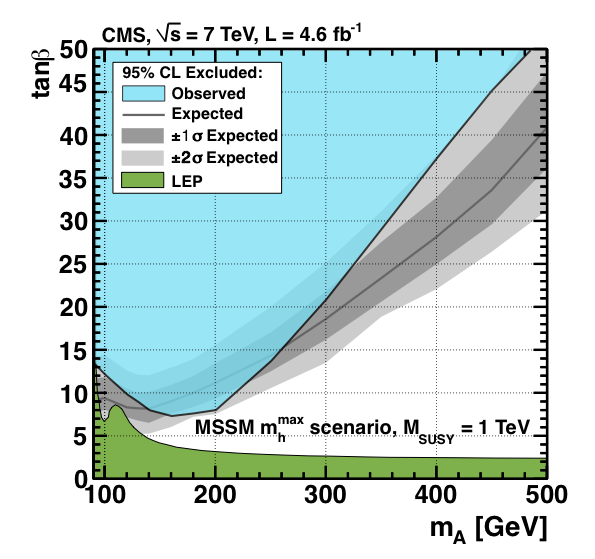 CMS, √s = 7 TeV, L = 4.6 fb⁻¹
tanβ
50
45
40
35
30
25
20
15
10
5
0
95% CL Excluded:
Observed
Expected
±1σ Expected
±2σ Expected
LEP
MSSM m_h^max scenario, M_SUSY = 1 TeV
100 200 300 400 500
m_A [GeV]